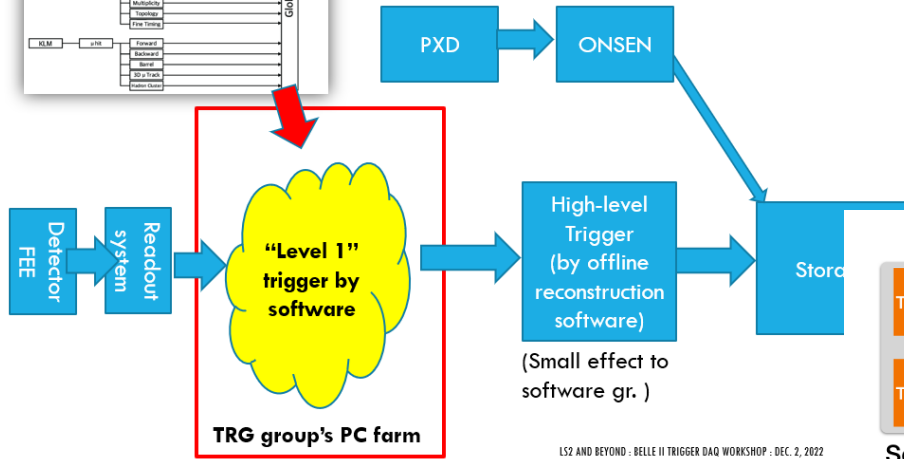 Multiplicity
Topology
Fine Timing
KLM
μ hit
Forward
Backward
Barrel
3D μ Track
Hadron Cluster
PXD
ONSEN
Detector
FEE
Readout
system
“Level 1”
trigger by
software
TRG group's PC farm
High-level
Trigger
(by offline
reconstruction
software)
(Small effect to
software gr. )
LS2 AND BEYOND : BELLE II TRIGGER DAQ WORKSHOP : DEC. 2, 2022